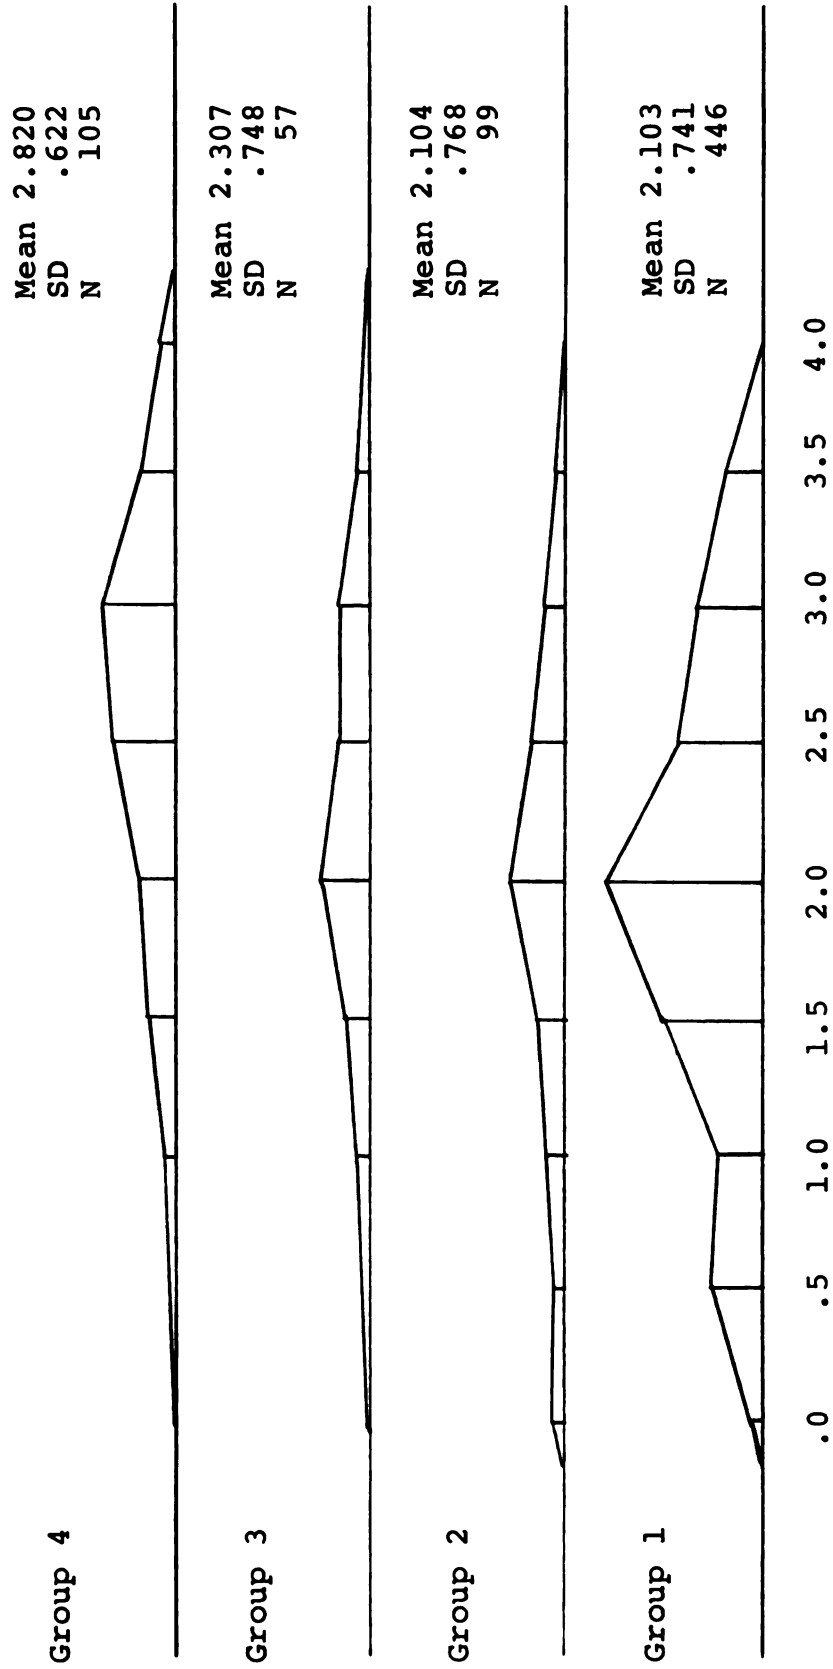 Group 4
Mean 2.820
SD .622
N 105
Group 3
Mean 2.307
SD .748
N 57
Group 2
Mean 2.104
SD .768
N 99
Group 1
Mean 2.103
SD .741
N 446
.0 .5 1.0 1.5 2.0 2.5 3.0 3.5 4.0